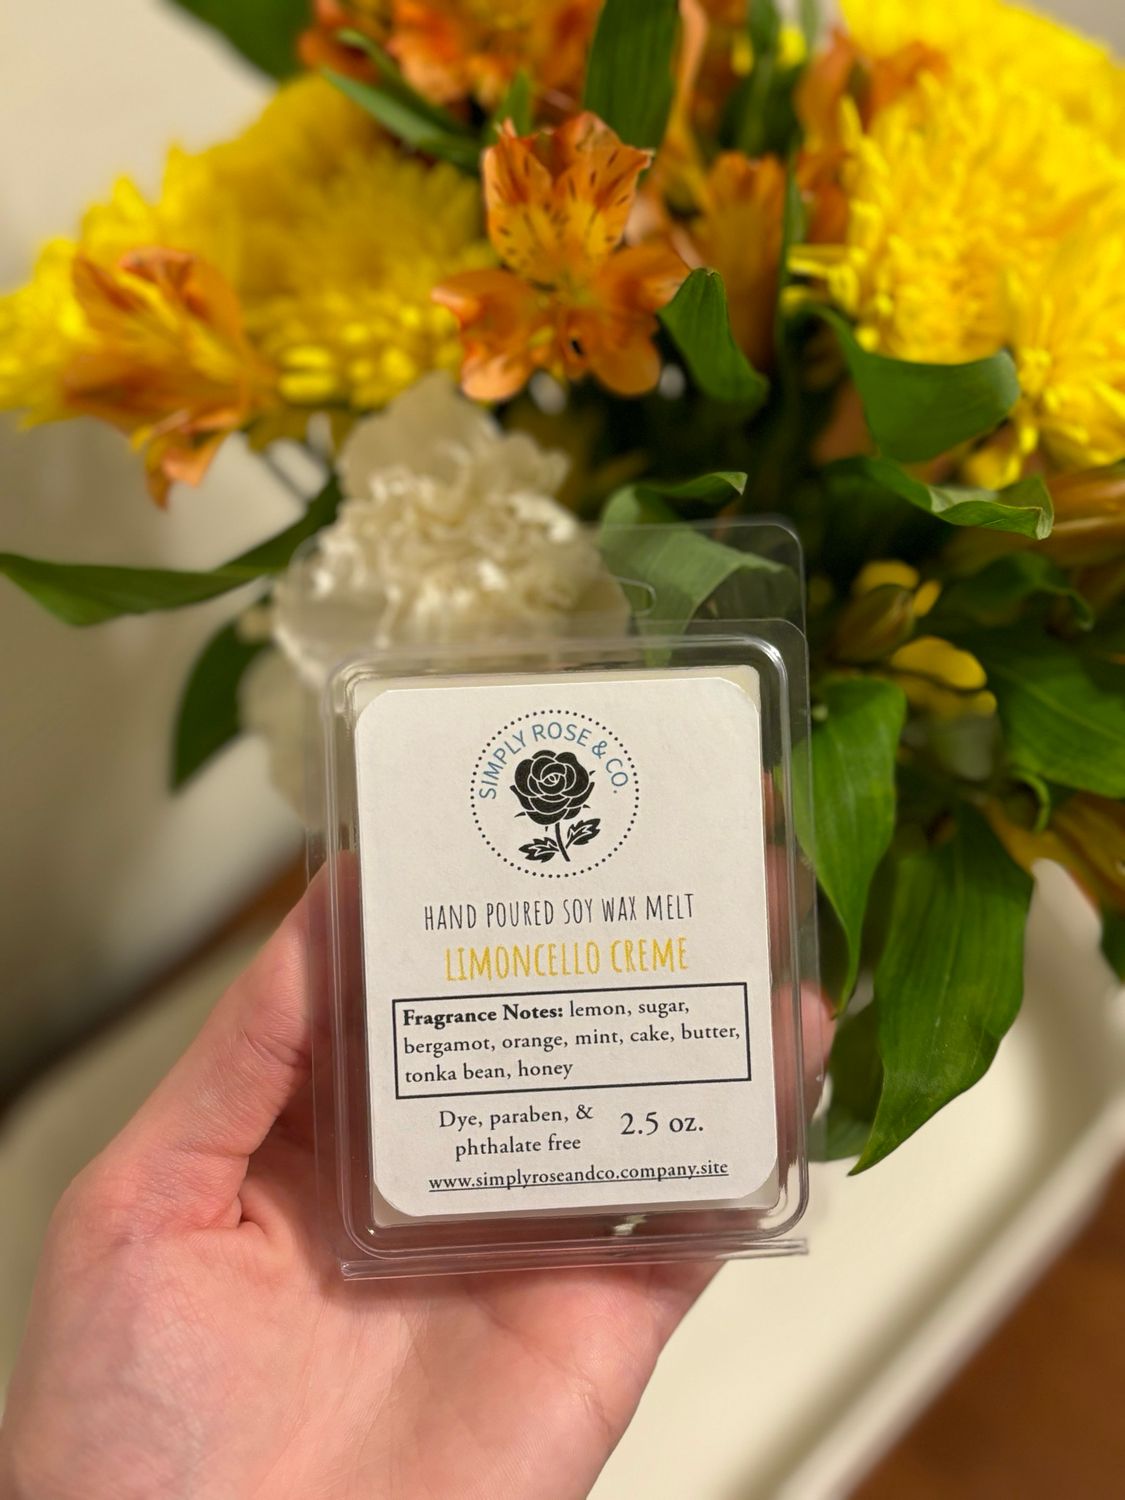 SIMPLY ROSE & CO.
HAND POURED SOY WAX MELT
LIMONCELLO CREME
Fragrance Notes: lemon, sugar,
bergamot, orange, mint, cake, butter,
tonka bean, honey
Dye, paraben, &
phthalate free
2.5 oz.
www.simplyroseandco.company.site